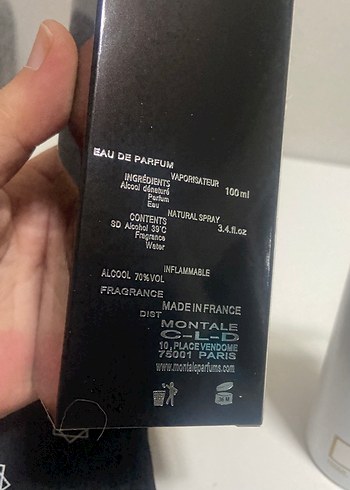 EAU DE PARFUM
VAPORISATEUR
INGRÉDIENTS
Alcool dénaturé
100 ml
Parfum
Eau
NATURAL SPRAY
CONTENTS
SD Alcohol 39°C
3.4.fl.oz
Fragrance
Water
INFLAMMABLE
ALCOOL 70%VOL
FRAGRANCE
MADE IN FRANCE
DIST
MONTALE
C-L-D
10, PLACE VENDOME
75001 PARIS
www.montaleparfums.com